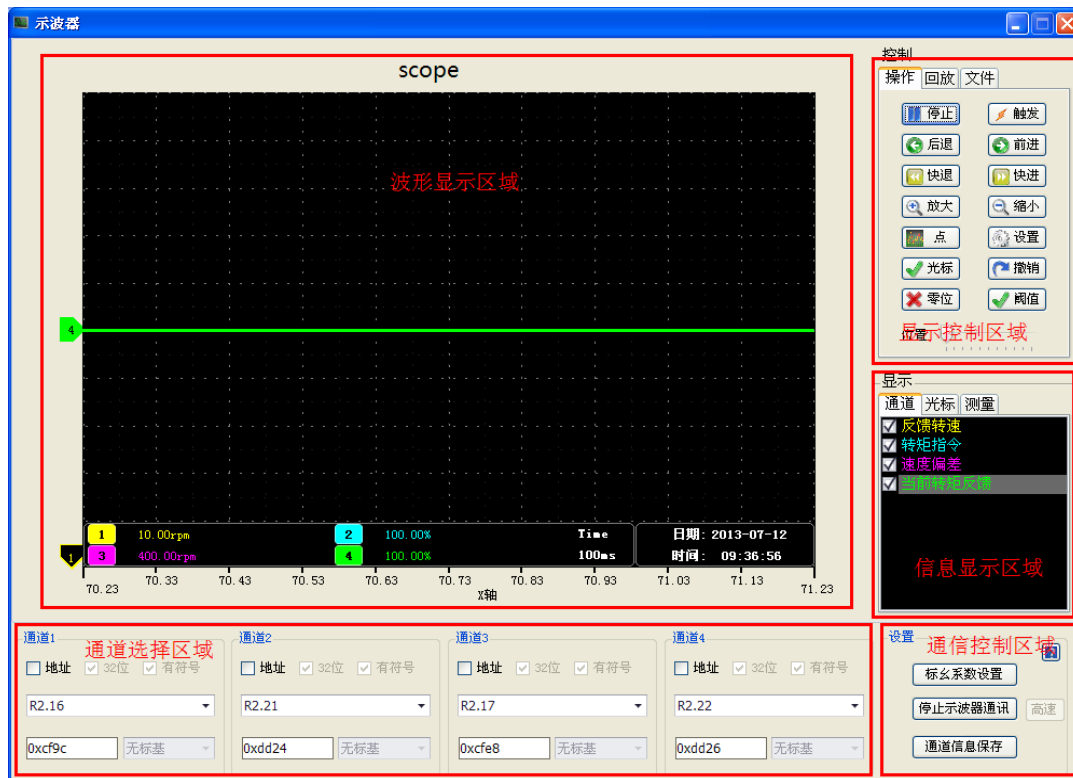 示波器
scope
波形显示区域
4
1 10.00rpm 2 100.00% Time 日期: 2013-07-12
3 400.00rpm 4 100.00% 100ms 时间: 09:36:56
1
70.23 70.33 70.43 70.53 70.63 70.73 70.83 70.93 71.03 71.13 71.23
X轴
控制
操作 回放 文件
停止 触发
后退 前进
快退 快进
放大 缩小
点 设置
光标 撤销
零位 阈值
位置
显示控制区域
显示
通道 光标 测量
反馈转速
转矩指令
速度偏差
当前转矩反馈
信息显示区域
通道1 通道2 通道3 通道4
通道选择区域
地址 32位 有符号 地址 32位 有符号 地址 32位 有符号 地址 32位 有符号
R2.16 R2.21 R2.17 R2.22
0xcf9c 无标基 0xdd24 无标基 0xcfe8 无标基 0xdd26 无标基
设置
通信控制区域
标幺系数设置
停止示波器通讯 高速
通道信息保存